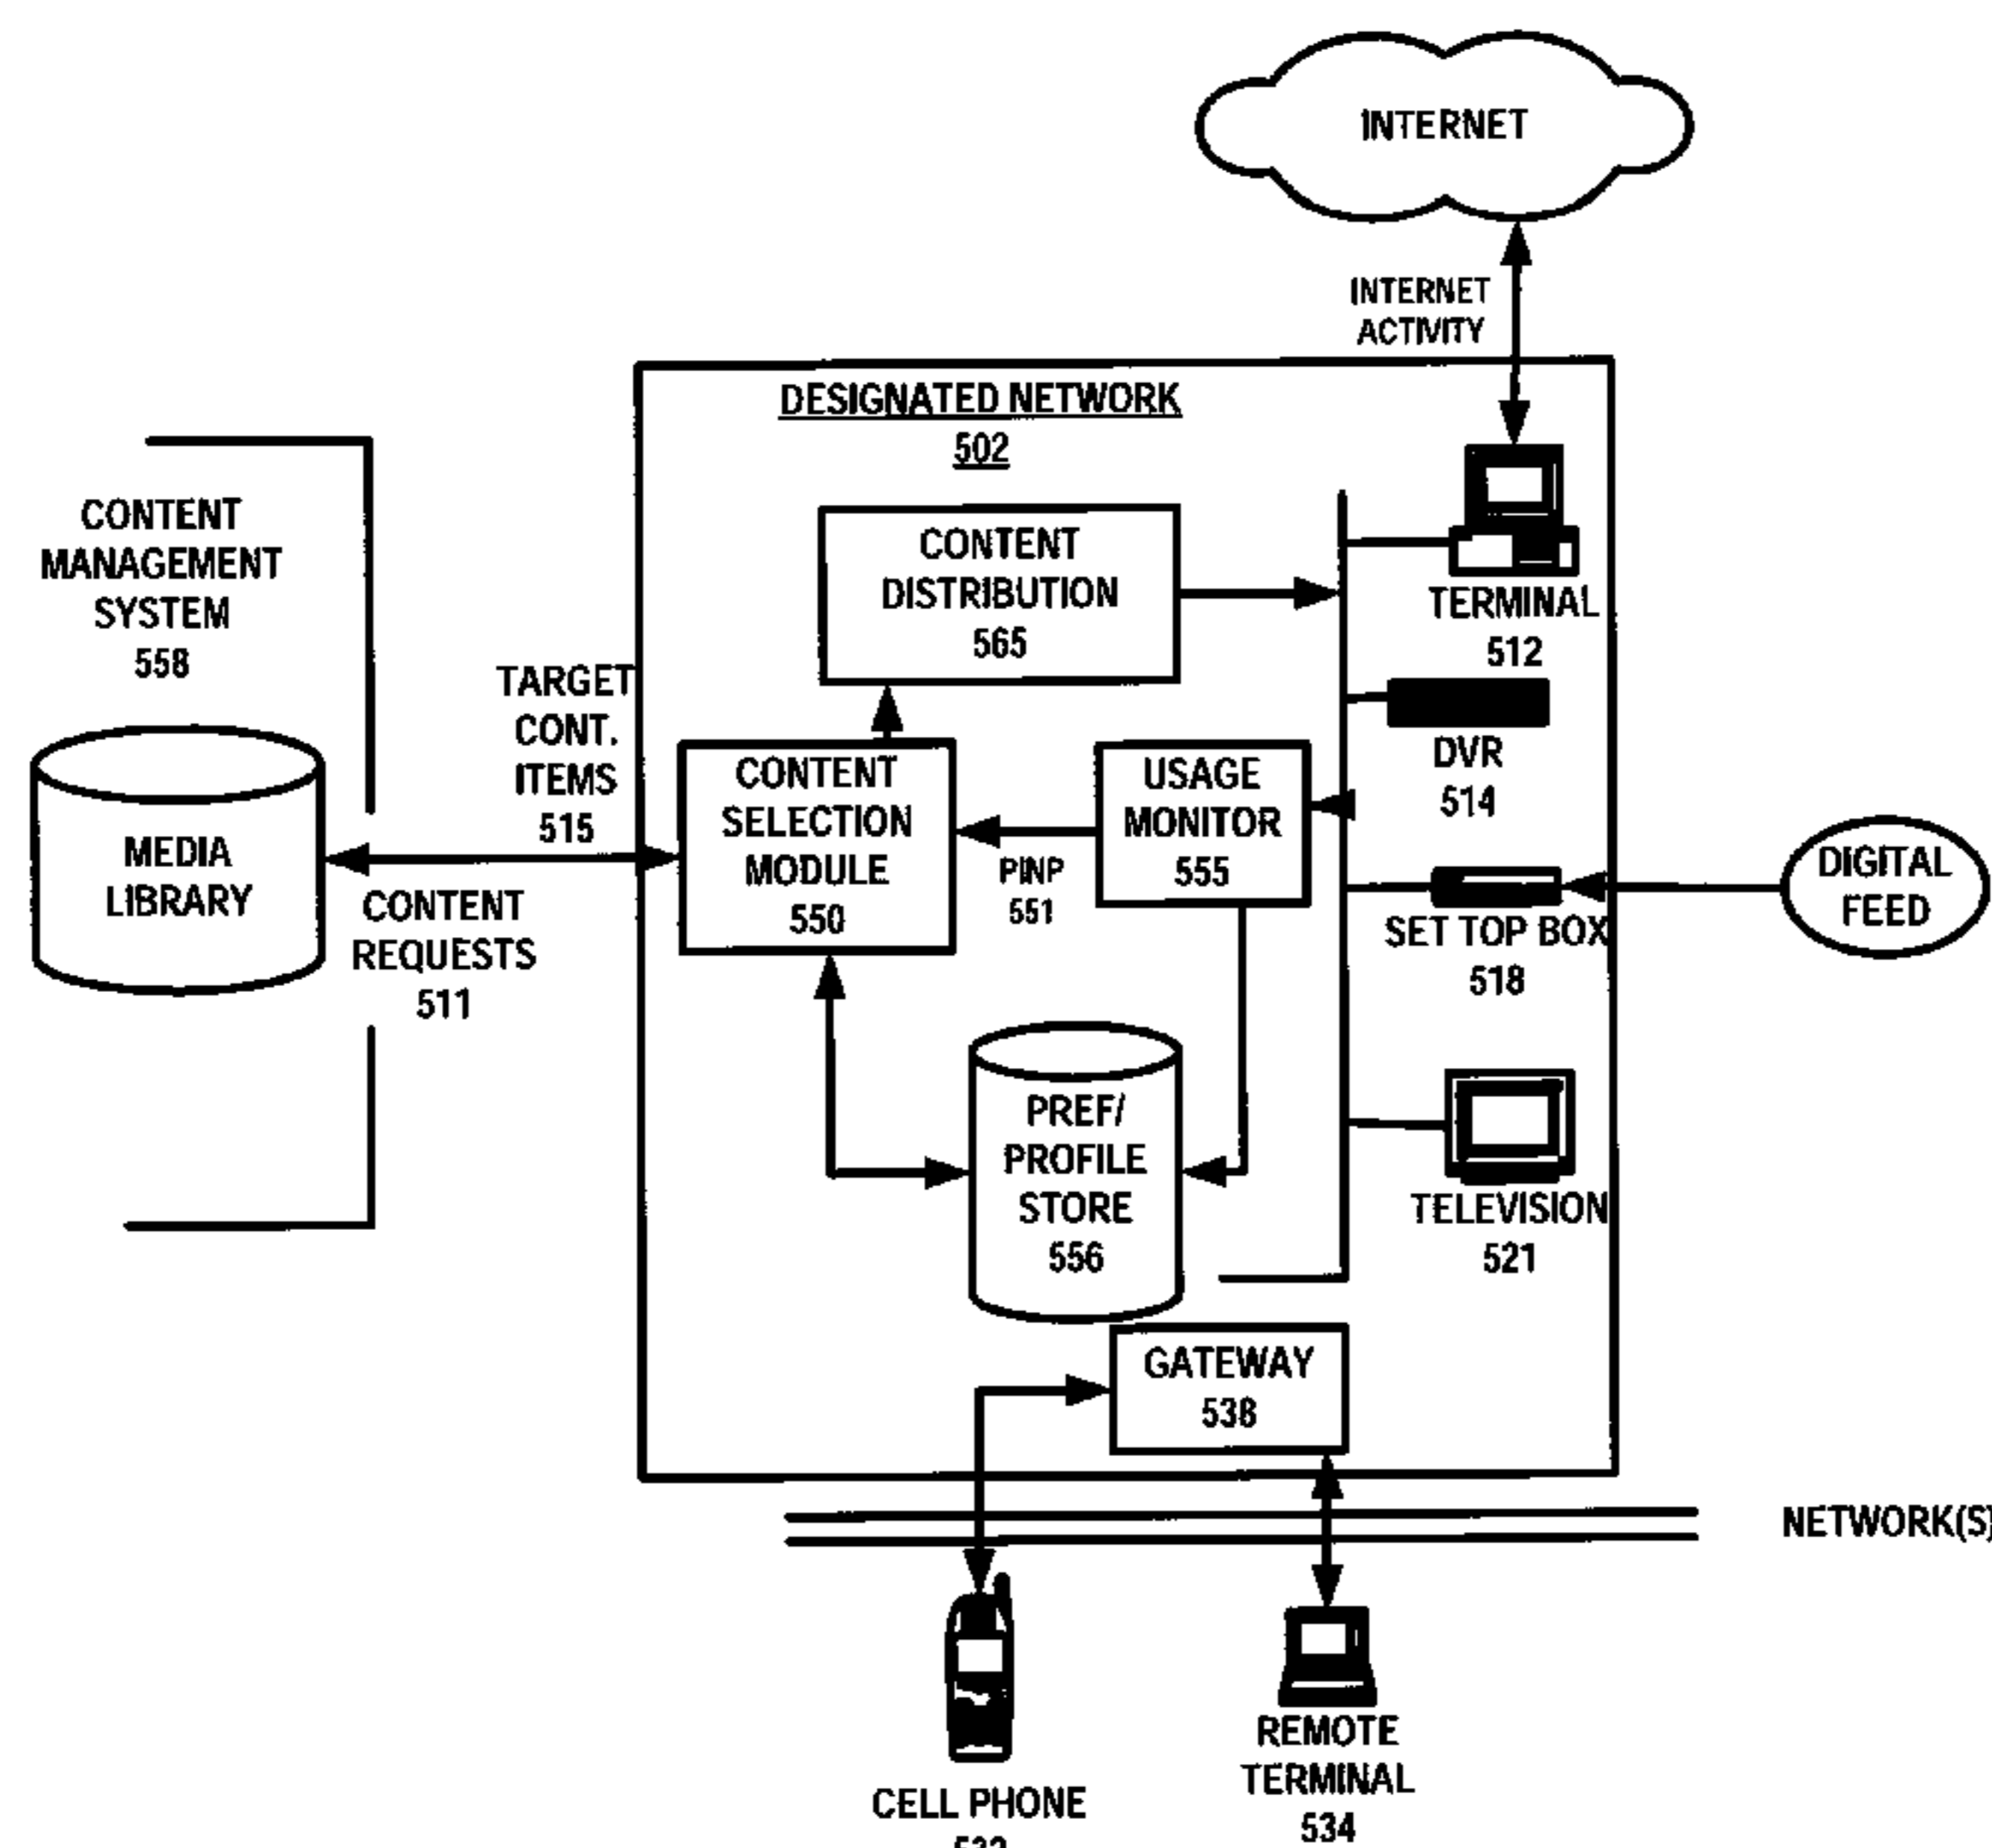 INTERNET
INTERNET
ACTIVITY
DESIGNATED NETWORK
502
CONTENT
MANAGEMENT
SYSTEM
558
MEDIA
LIBRARY
TARGET
CONT.
ITEMS
515
CONTENT
REQUESTS
511
CONTENT
DISTRIBUTION
565
CONTENT
SELECTION
MODULE
550
PINP
551
USAGE
MONITOR
555
PREF/
PROFILE
STORE
556
TERMINAL
512
DVR
514
SET TOP BOX
518
DIGITAL
FEED
TELEVISION
521
GATEWAY
538
NETWORK(S)
CELL PHONE
REMOTE
TERMINAL
534